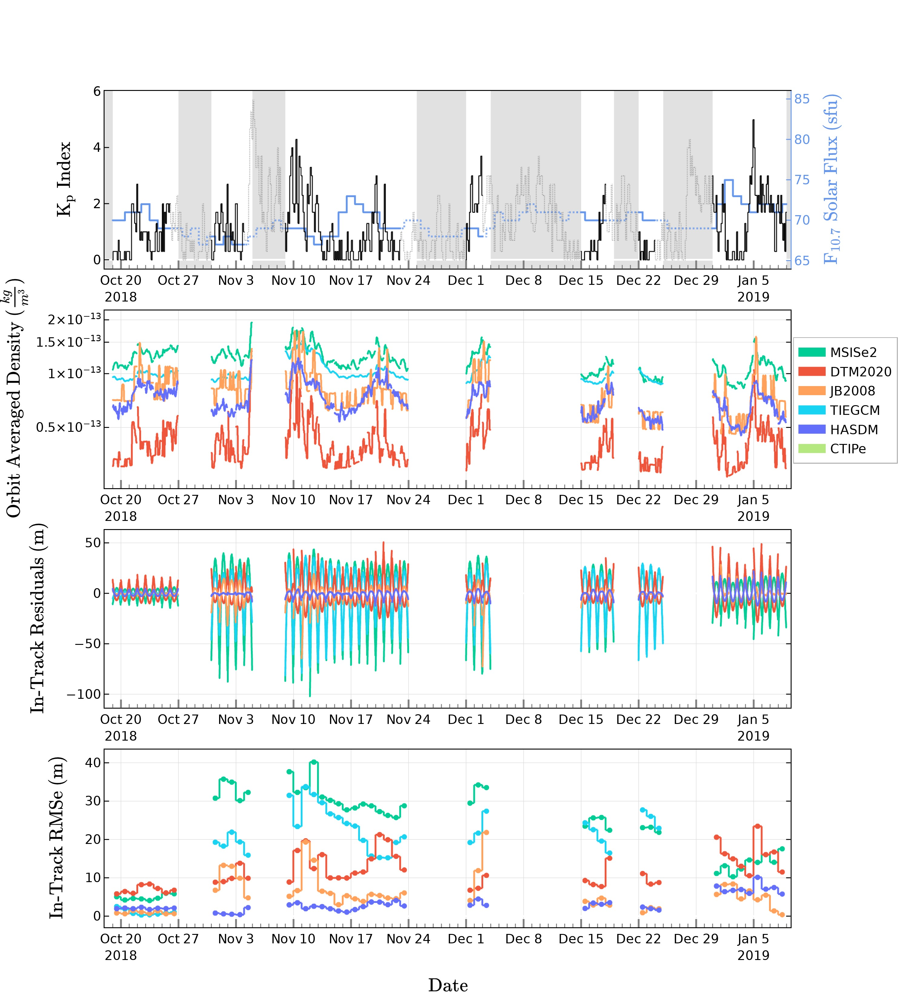 6
4
2
0
K_p Index
85
80
75
70
65
F_10.7 Solar Flux (sfu)
Oct 20 Oct 27 Nov 3 Nov 10 Nov 17 Nov 24 Dec 1 Dec 8 Dec 15 Dec 22 Dec 29 Jan 5
2018 2019
Orbit Averaged Density (kg/m³)
2×10⁻¹³
1.5×10⁻¹³
1×10⁻¹³
0.5×10⁻¹³
MSISe2
DTM2020
JB2008
TIEGCM
HASDM
CTIPe
Oct 20 Oct 27 Nov 3 Nov 10 Nov 17 Nov 24 Dec 1 Dec 8 Dec 15 Dec 22 Dec 29 Jan 5
2018 2019
In-Track Residuals (m)
50
0
−50
−100
Oct 20 Oct 27 Nov 3 Nov 10 Nov 17 Nov 24 Dec 1 Dec 8 Dec 15 Dec 22 Dec 29 Jan 5
2018 2019
In-Track RMSe (m)
40
30
20
10
0
Oct 20 Oct 27 Nov 3 Nov 10 Nov 17 Nov 24 Dec 1 Dec 8 Dec 15 Dec 22 Dec 29 Jan 5
2018 2019
Date